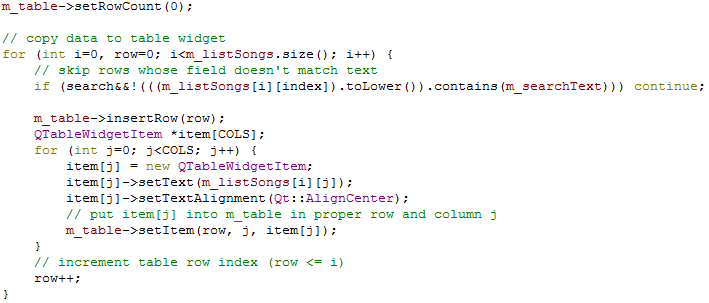 m_table->setRowCount(0);
// copy data to table widget
for (int i=0, row=0; i<m_listSongs.size(); i++) {
// skip rows whose field doesn't match text
if (search&&!(((m_listSongs[i][index]).toLower()).contains(m_searchText))) continue;
m_table->insertRow(row);
QTableWidgetItem *item[COLS];
for (int j=0; j<COLS; j++) {
item[j] = new QTableWidgetItem;
item[j]->setText(m_listSongs[i][j]);
item[j]->setTextAlignment(Qt::AlignCenter);
// put item[j] into m_table in proper row and column j
m_table->setItem(row, j, item[j]);
}
// increment table row index (row <= i)
row++;
}